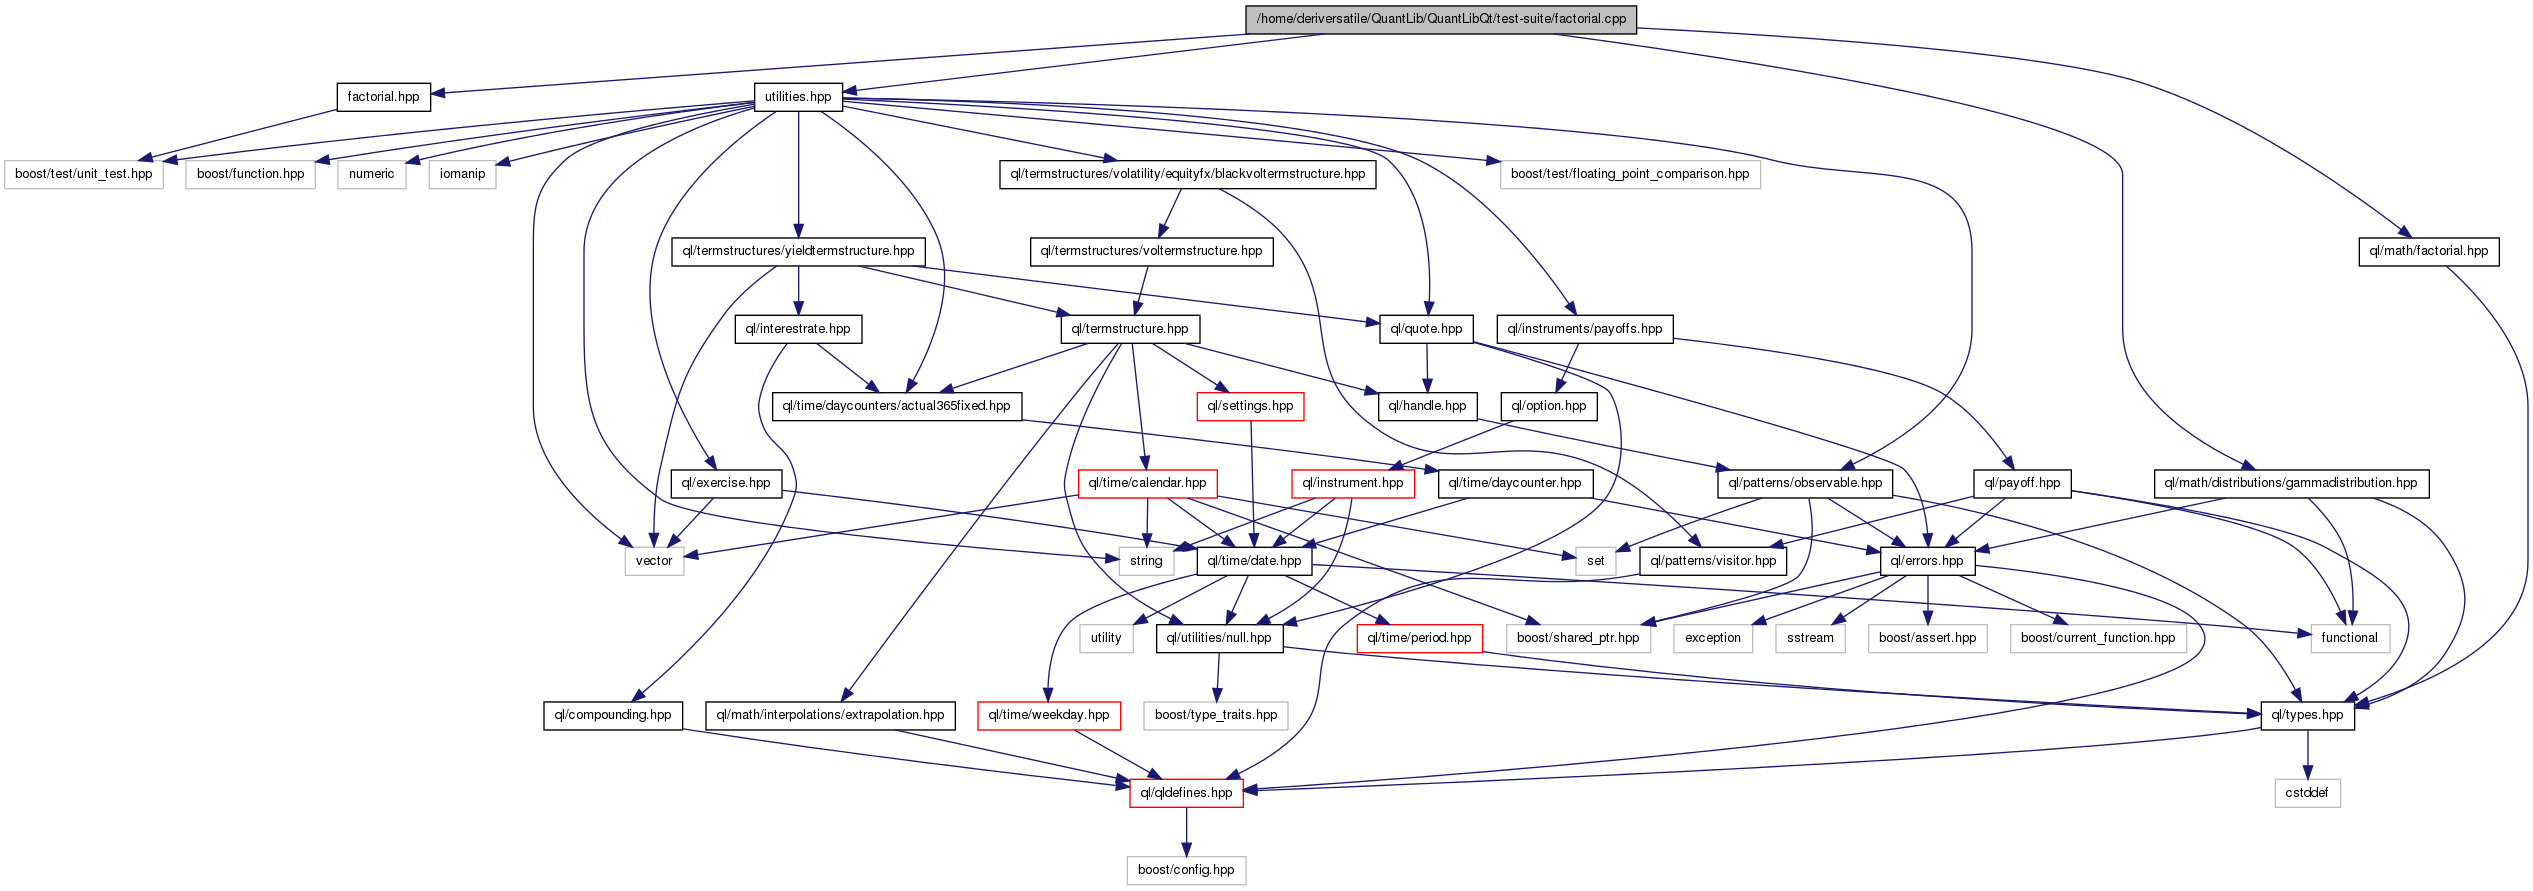 /home/deriversatile/QuantLib/QuantLibQt/test-suite/factorial.cpp
factorial.hpp
utilities.hpp
boost/test/unit_test.hpp
boost/function.hpp
numeric
iomanip
ql/termstructures/volatility/equityfx/blackvoltermstructure.hpp
boost/test/floating_point_comparison.hpp
ql/termstructures/yieldtermstructure.hpp
ql/termstructures/voltermstructure.hpp
ql/math/factorial.hpp
ql/interestrate.hpp
ql/termstructure.hpp
ql/quote.hpp
ql/instruments/payoffs.hpp
ql/time/daycounters/actual365fixed.hpp
ql/settings.hpp
ql/handle.hpp
ql/option.hpp
ql/exercise.hpp
ql/time/calendar.hpp
ql/instrument.hpp
ql/time/daycounter.hpp
ql/patterns/observable.hpp
ql/payoff.hpp
ql/math/distributions/gammadistribution.hpp
vector
string
ql/time/date.hpp
set
ql/patterns/visitor.hpp
ql/errors.hpp
utility
ql/utilities/null.hpp
ql/time/period.hpp
boost/shared_ptr.hpp
exception
sstream
boost/assert.hpp
boost/current_function.hpp
functional
ql/compounding.hpp
ql/math/interpolations/extrapolation.hpp
ql/time/weekday.hpp
boost/type_traits.hpp
ql/types.hpp
ql/qldefines.hpp
cstddef
boost/config.hpp